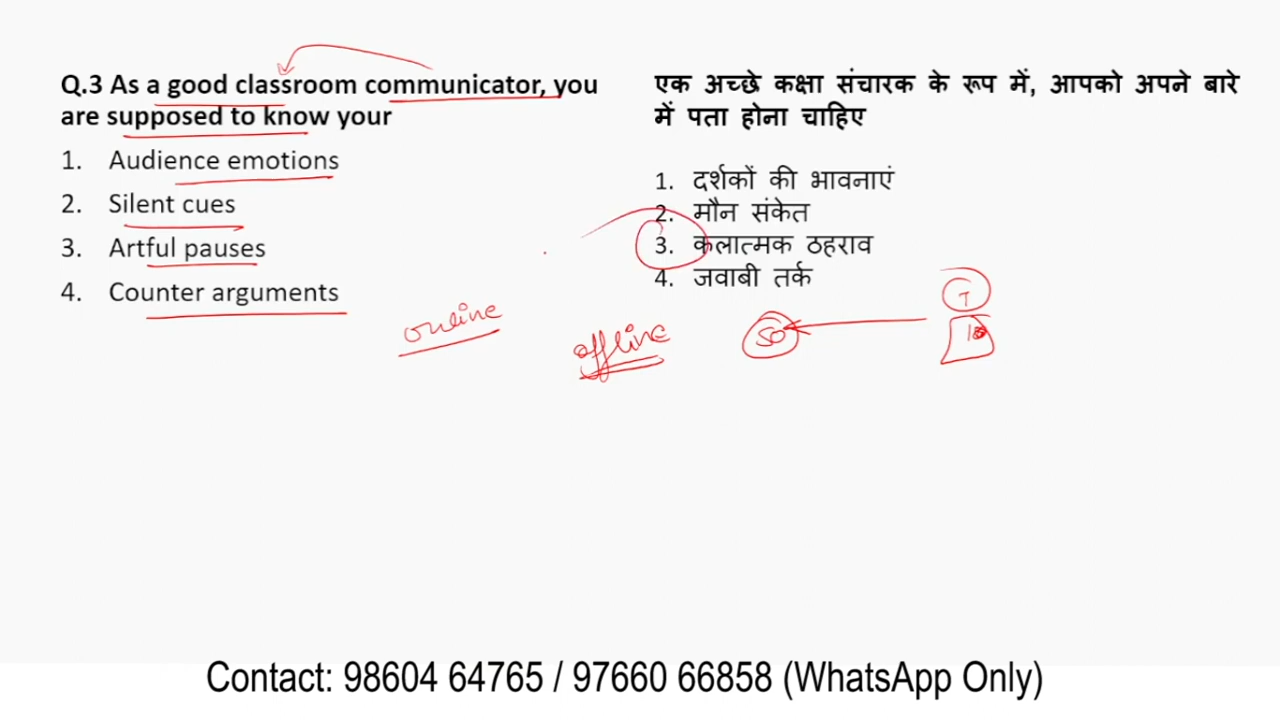 Q.3 As a good classroom communicator, you
are supposed to know your
1. Audience emotions
2. Silent cues
3. Artful pauses
4. Counter arguments
एक अच्छे कक्षा संचारक के रूप में, आपको अपने बारे
में पता होना चाहिए
1. दर्शकों की भावनाएं
2. मौन संकेत
3. कलात्मक ठहराव
4. जवाबी तर्क
online
offline
50
T
Contact: 98604 64765 / 97660 66858 (WhatsApp Only)